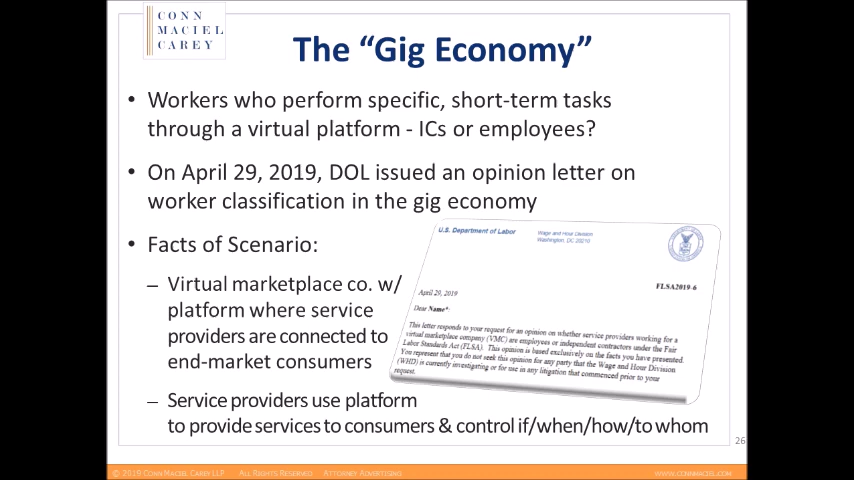 CONN
MACIEL
CAREY
The “Gig Economy”
• Workers who perform specific, short-term tasks
through a virtual platform - ICs or employees?
• On April 29, 2019, DOL issued an opinion letter on
worker classification in the gig economy
• Facts of Scenario:
– Virtual marketplace co. w/
platform where service
providers are connected to
end-market consumers
– Service providers use platform
to provide services to consumers & control if/when/how/to whom
U.S. Department of Labor
Wage and Hour Division
Washington, DC 20210
FLSA2019-6
April 29, 2019
Dear Name*:
This letter responds to your request for an opinion on whether service providers working for a
virtual marketplace company (VMC) are employees or independent contractors under the Fair
Labor Standards Act (FLSA). This opinion is based exclusively on the facts you have presented.
You represent that you do not seek this opinion for any party that the Wage and Hour Division
(WHD) is currently investigating or for use in any litigation that commenced prior to your
request.
26
© 2019 CONN MACIEL CAREY LLP ALL RIGHTS RESERVED ATTORNEY ADVERTISING
WWW.CONNMACIEL.COM